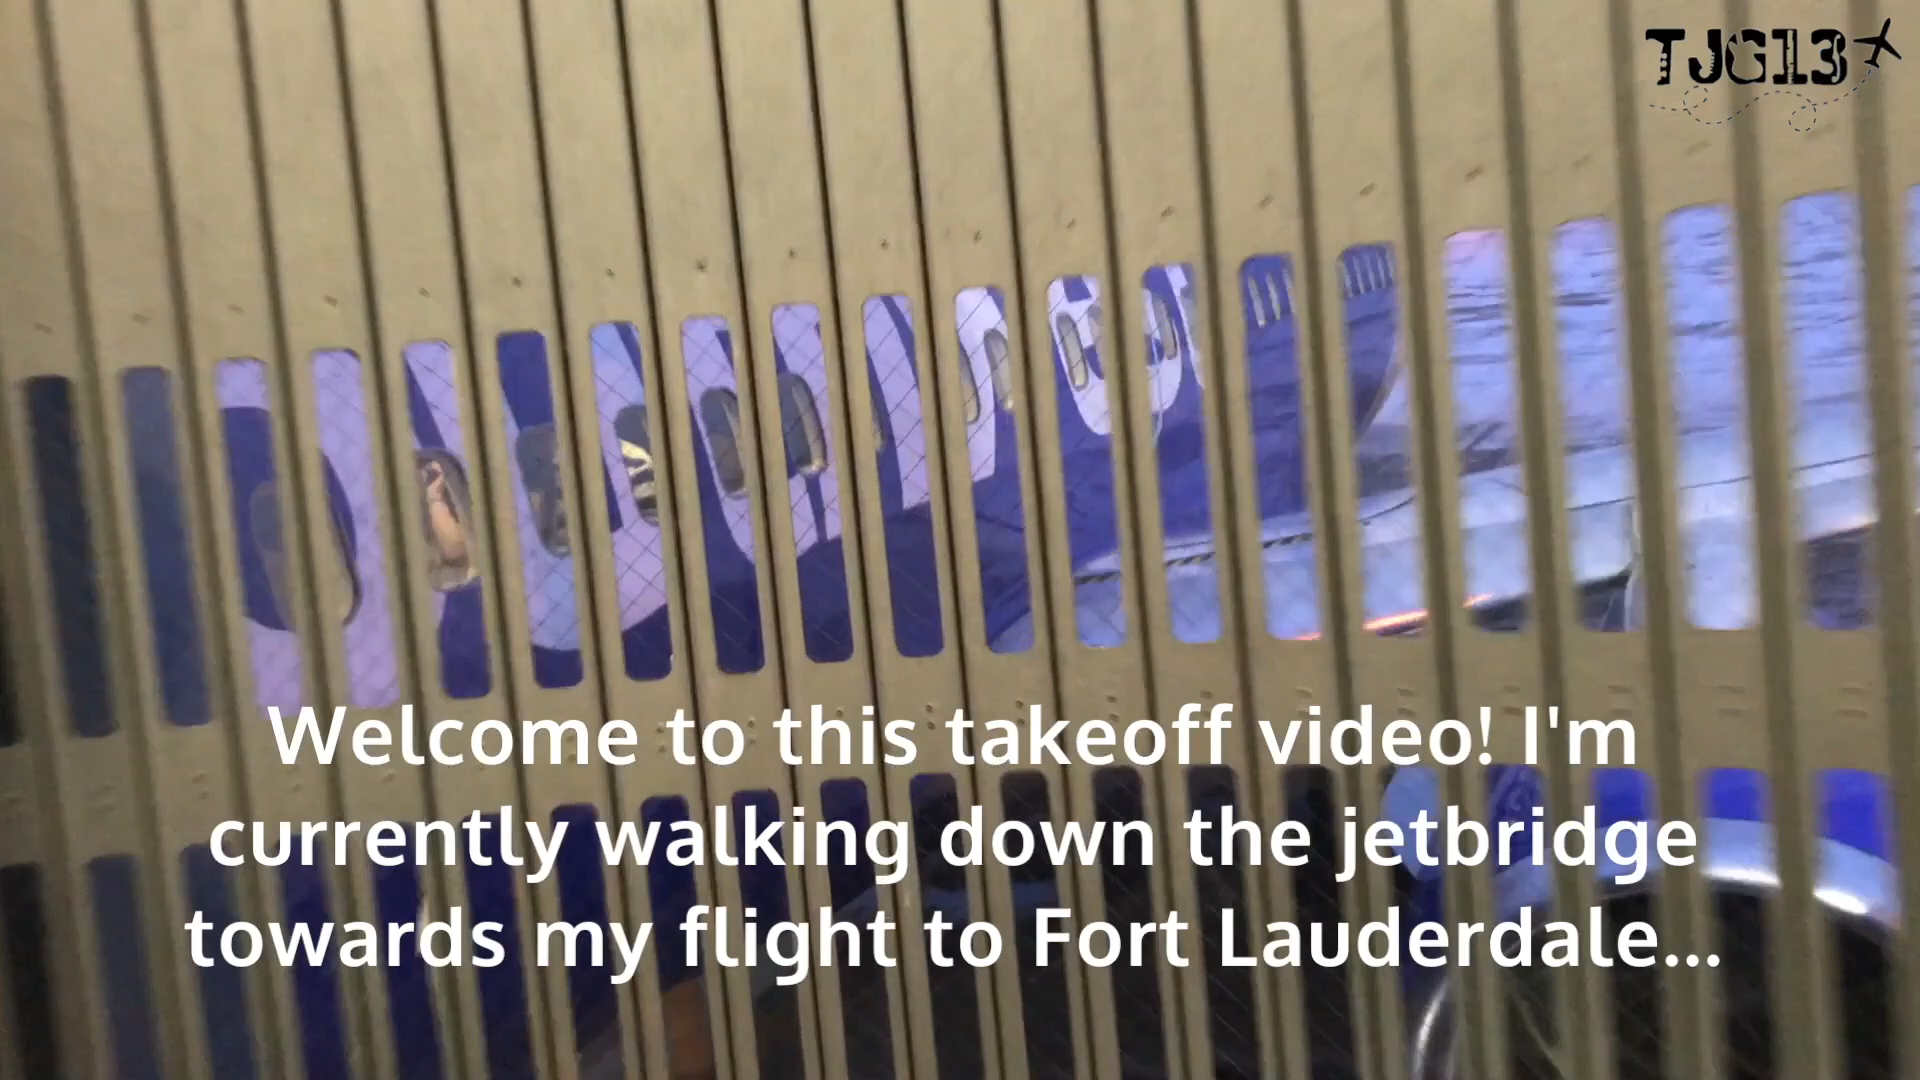 TJG13
Welcome to this takeoff video! I'm
currently walking down the jetbridge
towards my flight to Fort Lauderdale...